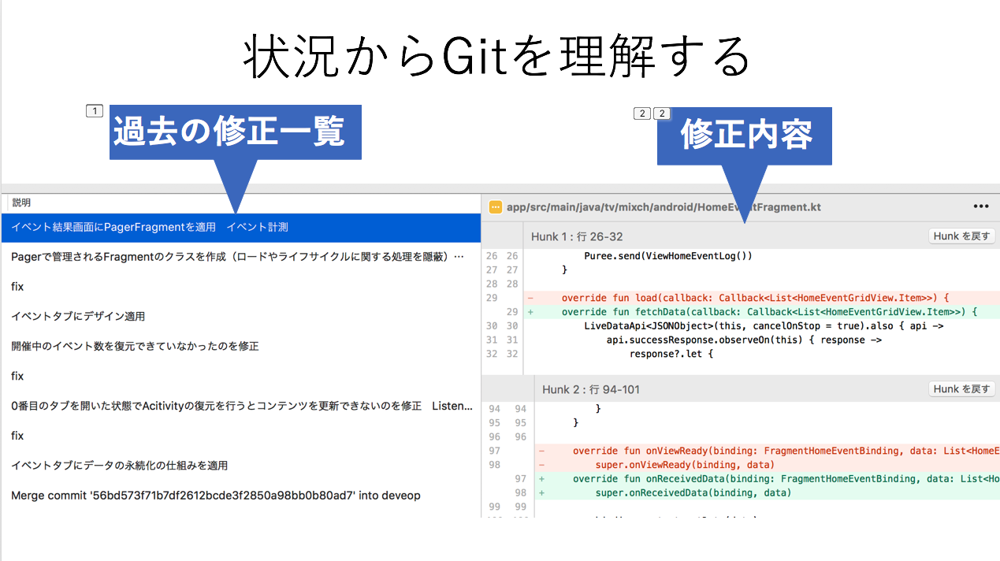 状況からGitを理解する
1
過去の修正一覧
2 2
修正内容
説明
イベント結果画面にPagerFragmentを適用　イベント計測
Pagerで管理されるFragmentのクラスを作成（ロードやライフサイクルに関する処理を隠蔽）…
fix
イベントタブにデザイン適用
開催中のイベント数を復元できていなかったのを修正
fix
0番目のタブを開いた状態でAcitivityの復元を行うとコンテンツを更新できないのを修正　Listen...
fix
イベントタブにデータの永続化の仕組みを適用
Merge commit '56bd573f71b7df2612bcde3f2850a98bb0b80ad7' into deveop
app/src/main/java/tv/mixch/android/HomeEventFragment.kt •••
Hunk 1 : 行 26-32 Hunk を戻す
26 26 Puree.send(ViewHomeEventLog())
27 27 }
28 28
29 - override fun load(callback: Callback<List<HomeEventGridView.Item>>) {
29 + override fun fetchData(callback: Callback<List<HomeEventGridView.Item>>) {
30 30 LiveDataApi<JSONObject>(this, cancelOnStop = true).also { api ->
31 31 api.successResponse.observeOn(this) { response ->
32 32 response?.let {
Hunk 2 : 行 94-101 Hunk を戻す
94 94 }
95 95 }
96 96
97 - override fun onViewReady(binding: FragmentHomeEventBinding, data: List<HomeE
98 - super.onViewReady(binding, data)
97 + override fun onReceivedData(binding: FragmentHomeEventBinding, data: List<Ho
98 + super.onReceivedData(binding, data)
99 99